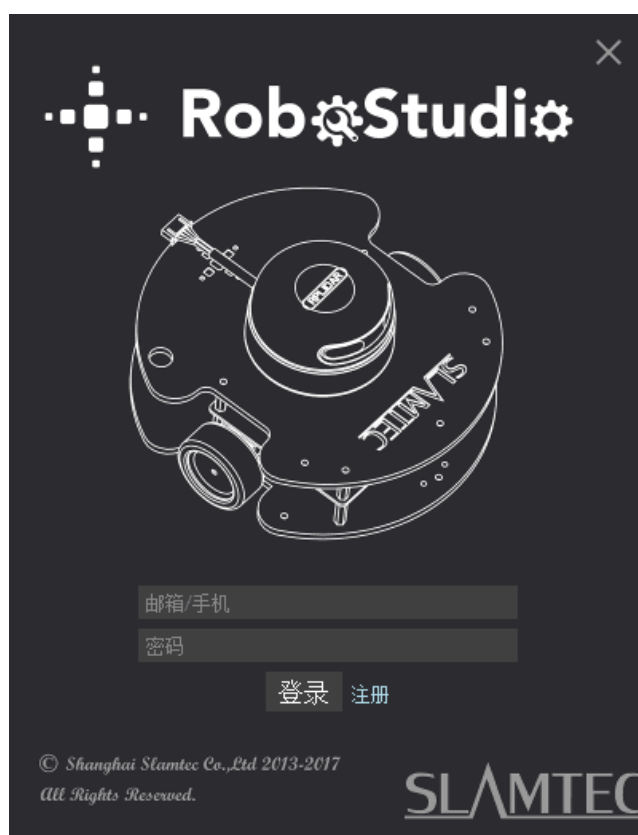 RoboStudio
RPLIDAR
SLAMTEC
邮箱/手机
密码
登录 注册
© Shanghai Slamtec Co.,Ltd 2013-2017
All Rights Reserved.
SLAMTEC